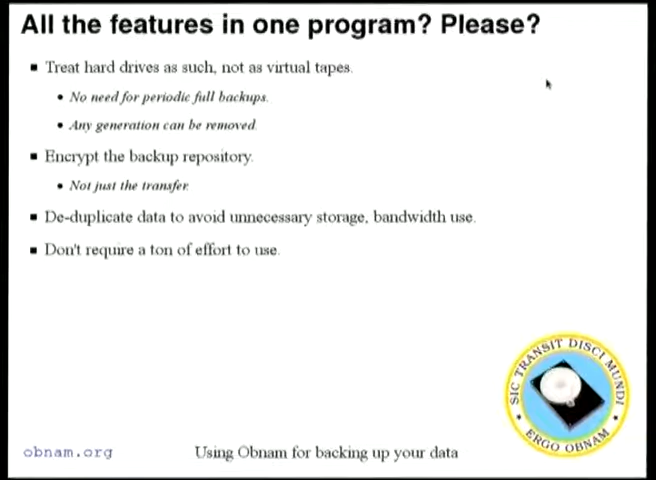 All the features in one program? Please?
Treat hard drives as such, not as virtual tapes.
No need for periodic full backups.
Any generation can be removed.
Encrypt the backup repository.
Not just the transfer.
De-duplicate data to avoid unnecessary storage, bandwidth use.
Don't require a ton of effort to use.
SIC TRANSIT DISCI MUNDI
ERGO OBNAM
obnam.org
Using Obnam for backing up your data